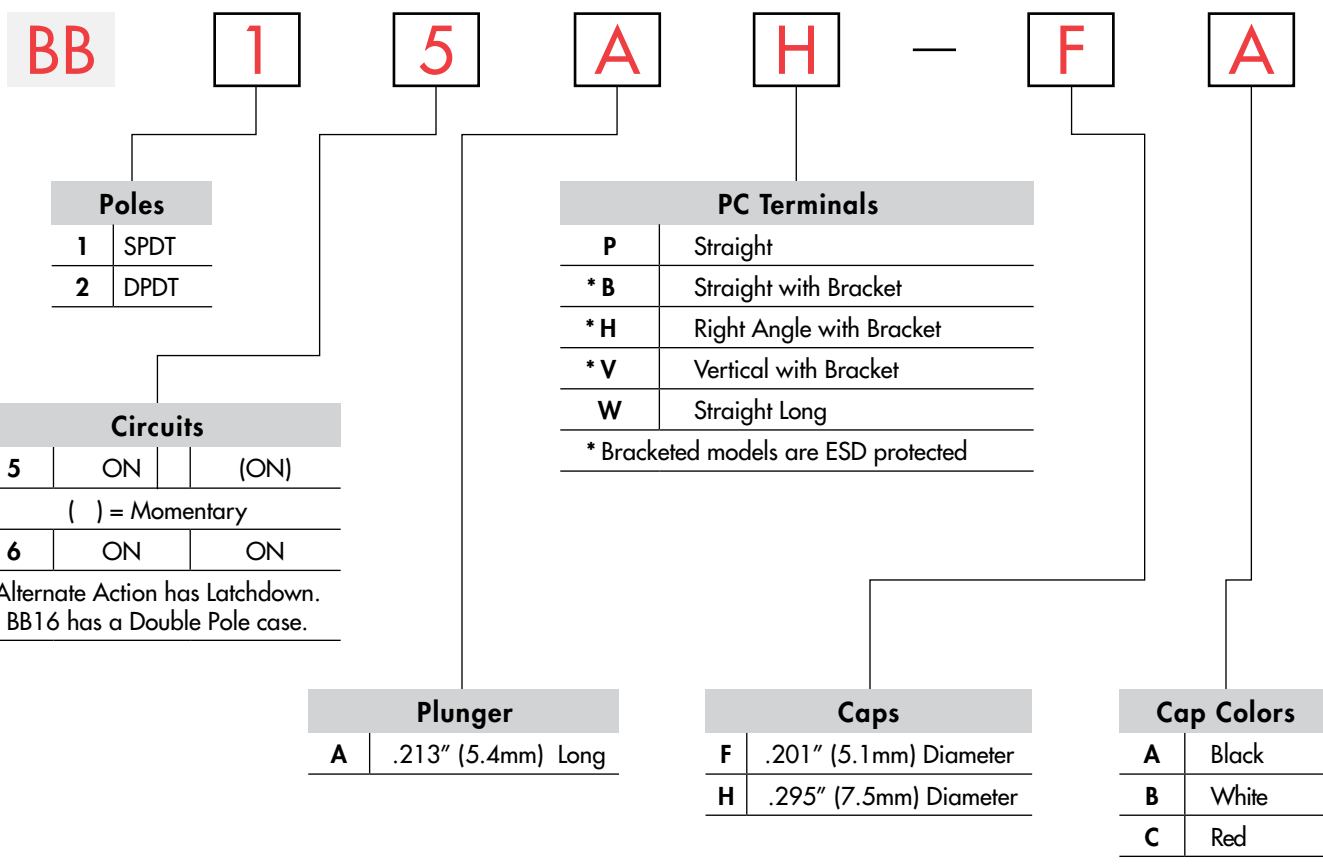 BB 1 5 A H — F A
Poles
1 SPDT
2 DPDT
PC Terminals
P Straight
* B Straight with Bracket
* H Right Angle with Bracket
* V Vertical with Bracket
W Straight Long
* Bracketed models are ESD protected
Circuits
5 ON (ON)
( ) = Momentary
6 ON ON
Alternate Action has Latchdown.
BB16 has a Double Pole case.
Plunger
A .213" (5.4mm) Long
Caps
F .201" (5.1mm) Diameter
H .295" (7.5mm) Diameter
Cap Colors
A Black
B White
C Red